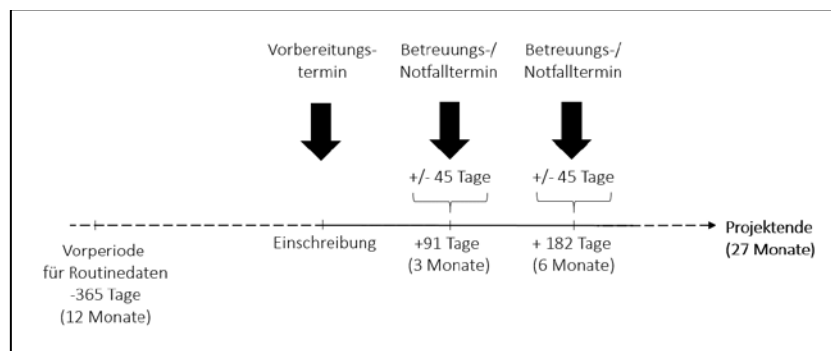 Vorbereitungs-
termin
Betreuungs-/
Notfalltermin
Betreuungs-/
Notfalltermin
+/- 45 Tage
+/- 45 Tage
Vorperiode
für Routinedaten
-365 Tage
(12 Monate)
Einschreibung
+91 Tage
(3 Monate)
+ 182 Tage
(6 Monate)
Projektende
(27 Monate)